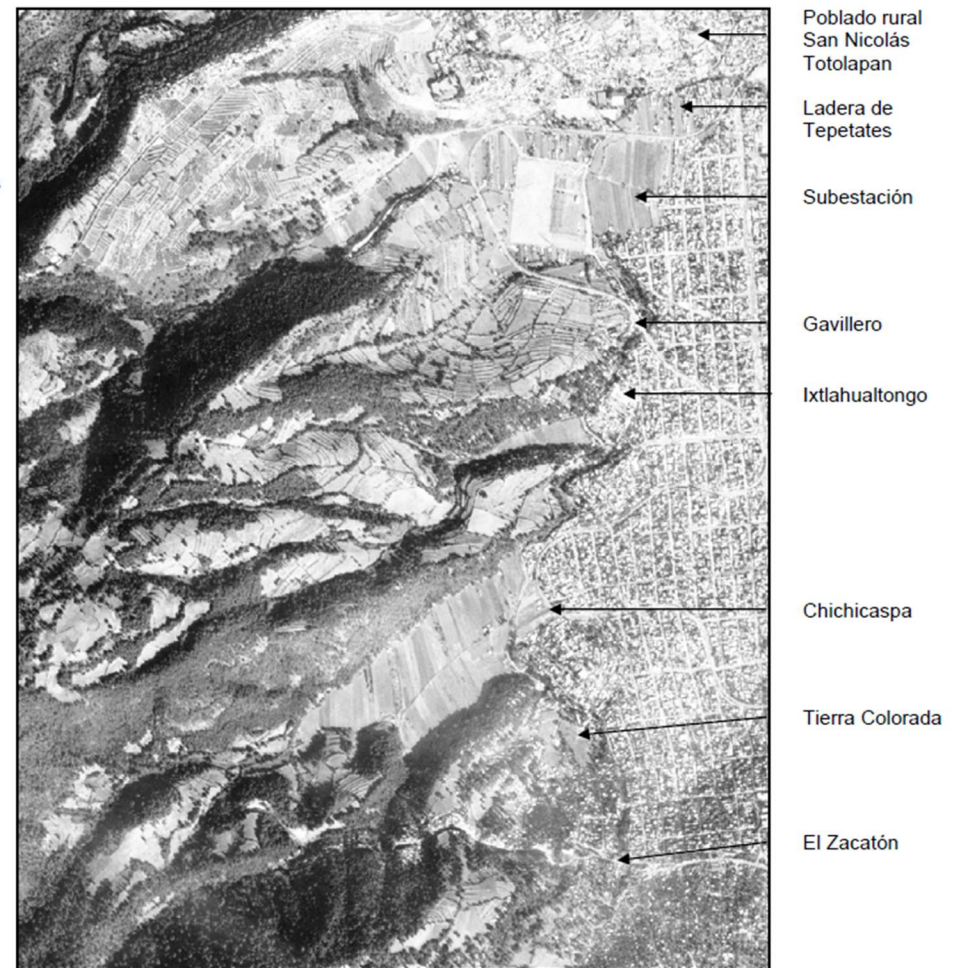 Poblado rural
San Nicolás
Totolapan
Ladera de
Tepetates
Subestación
Gavillero
Ixtlahualtongo
Chichicaspa
Tierra Colorada
El Zacatón